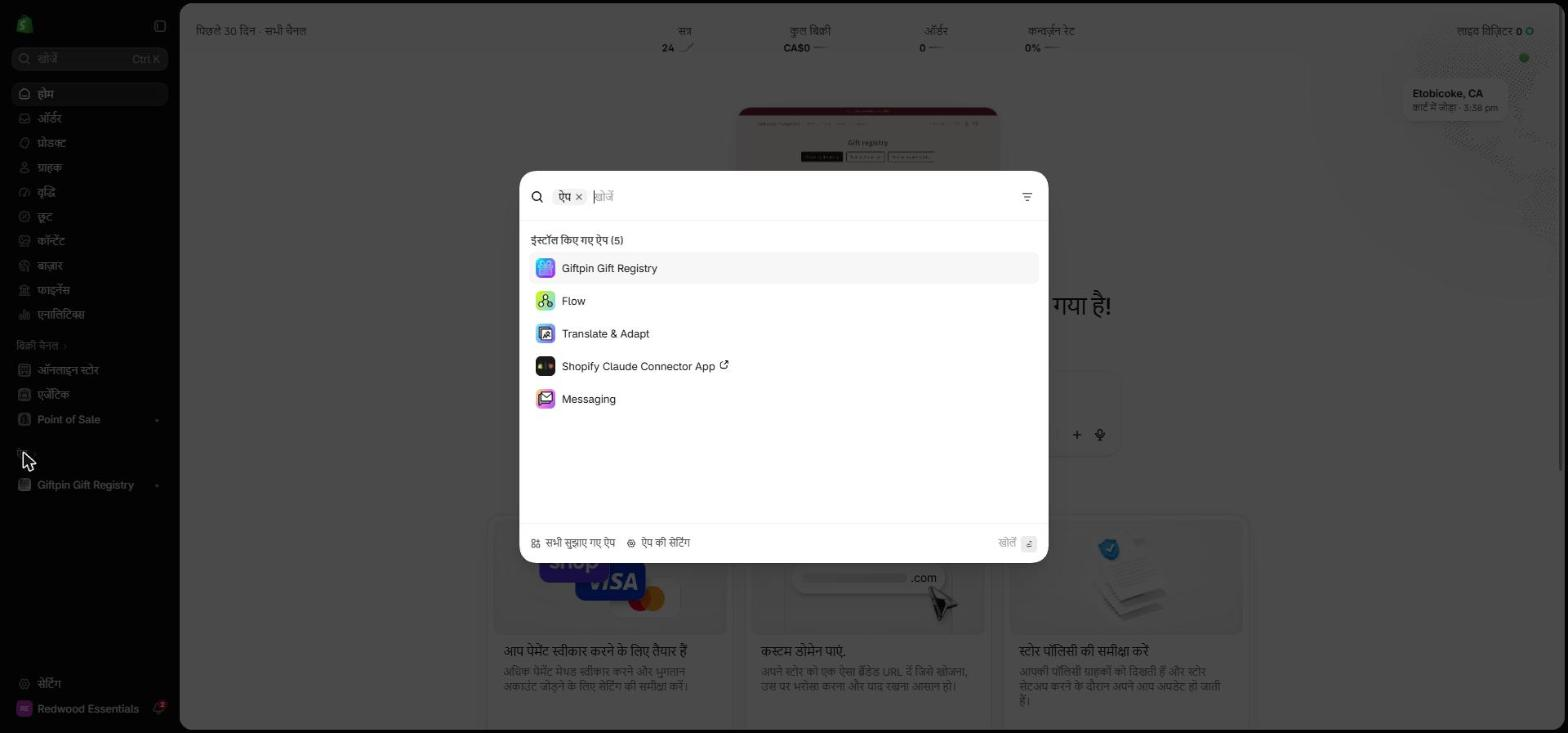 खोजें
Ctrl K
होम
ऑर्डर
प्रोडक्ट
ग्राहक
वृद्धि
छूट
कॉन्टेंट
बाज़ार
फाइनेंस
एनालिटिक्स
बिक्री चैनल ›
ऑनलाइन स्टोर
एजेंटिक
Point of Sale
Giftpin Gift Registry
सेटिंग
RE Redwood Essentials 2
पिछले 30 दिन · सभी चैनल
सत्र
24
कुल बिक्री
CA$0
ऑर्डर
0
कन्वर्ज़न रेट
0%
लाइव विज़िटर 0
Etobicoke, CA
कार्ट में जोड़ा · 3:38 pm
Gift registry
गया है!
ऐप
खोजें
इंस्टॉल किए गए ऐप (5)
Giftpin Gift Registry
Flow
Translate & Adapt
Shopify Claude Connector App
Messaging
सभी सुझाए गए ऐप
ऐप की सेटिंग
खोलें
shop
VISA
.com
आप पेमेंट स्वीकार करने के लिए तैयार हैं
अधिक पेमेंट मेथड स्वीकार करने और भुगतान
अकाउंट जोड़ने के लिए सेटिंग की समीक्षा करें।
कस्टम डोमेन पाएं.
अपने स्टोर को एक ऐसा ब्रैंडेड URL दें जिसे खोजना,
उस पर भरोसा करना और याद रखना आसान हो।
स्टोर पॉलिसी की समीक्षा करें
आपकी पॉलिसी ग्राहकों को दिखती हैं और स्टोर
सेटअप करने के दौरान अपने आप अपडेट हो जाती
हैं।